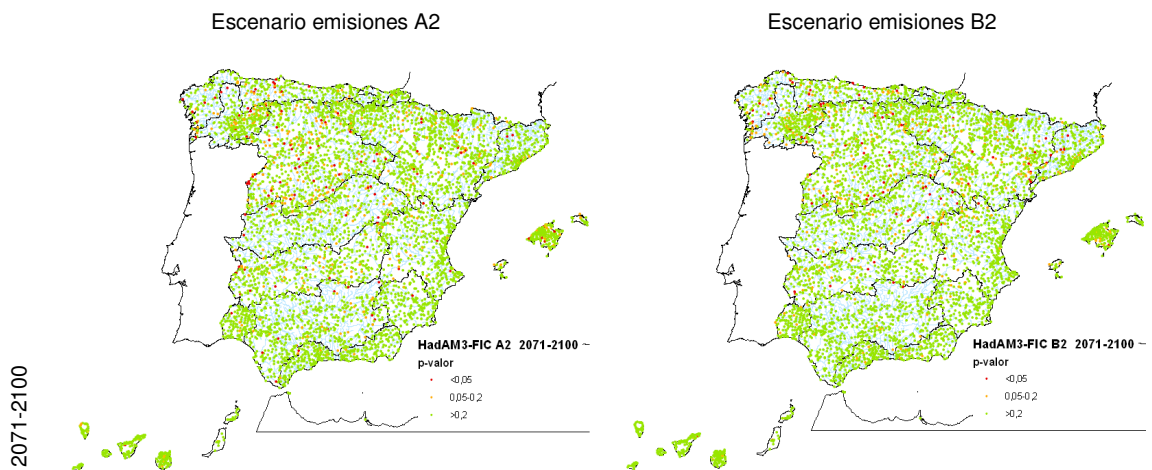 Escenario emisiones A2
Escenario emisiones B2
2071-2100
HadAM3-FIC A2 2071-2100
p-valor
<0,05
0,05-0,2
>0,2
HadAM3-FIC B2 2071-2100
p-valor
<0,05
0,05-0,2
>0,2